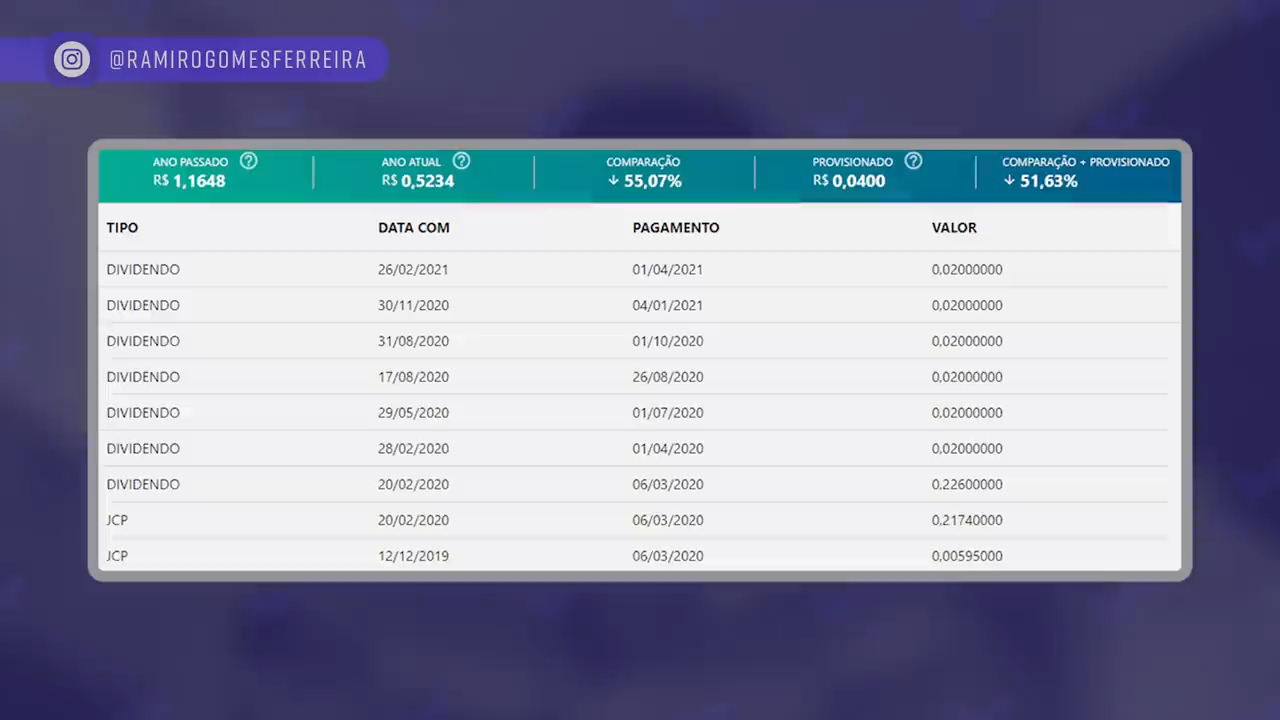 @RAMIROGOMESFERREIRA
ANO PASSADO ? ANO ATUAL ? COMPARAÇÃO PROVISIONADO ? COMPARAÇÃO + PROVISIONADO
R$ 1,1648 R$ 0,5234 ↓ 55,07% R$ 0,0400 ↓ 51,63%
TIPO DATA COM PAGAMENTO VALOR
DIVIDENDO 26/02/2021 01/04/2021 0,02000000
DIVIDENDO 30/11/2020 04/01/2021 0,02000000
DIVIDENDO 31/08/2020 01/10/2020 0,02000000
DIVIDENDO 17/08/2020 26/08/2020 0,02000000
DIVIDENDO 29/05/2020 01/07/2020 0,02000000
DIVIDENDO 28/02/2020 01/04/2020 0,02000000
DIVIDENDO 20/02/2020 06/03/2020 0,22600000
JCP 20/02/2020 06/03/2020 0,21740000
JCP 12/12/2019 06/03/2020 0,00595000